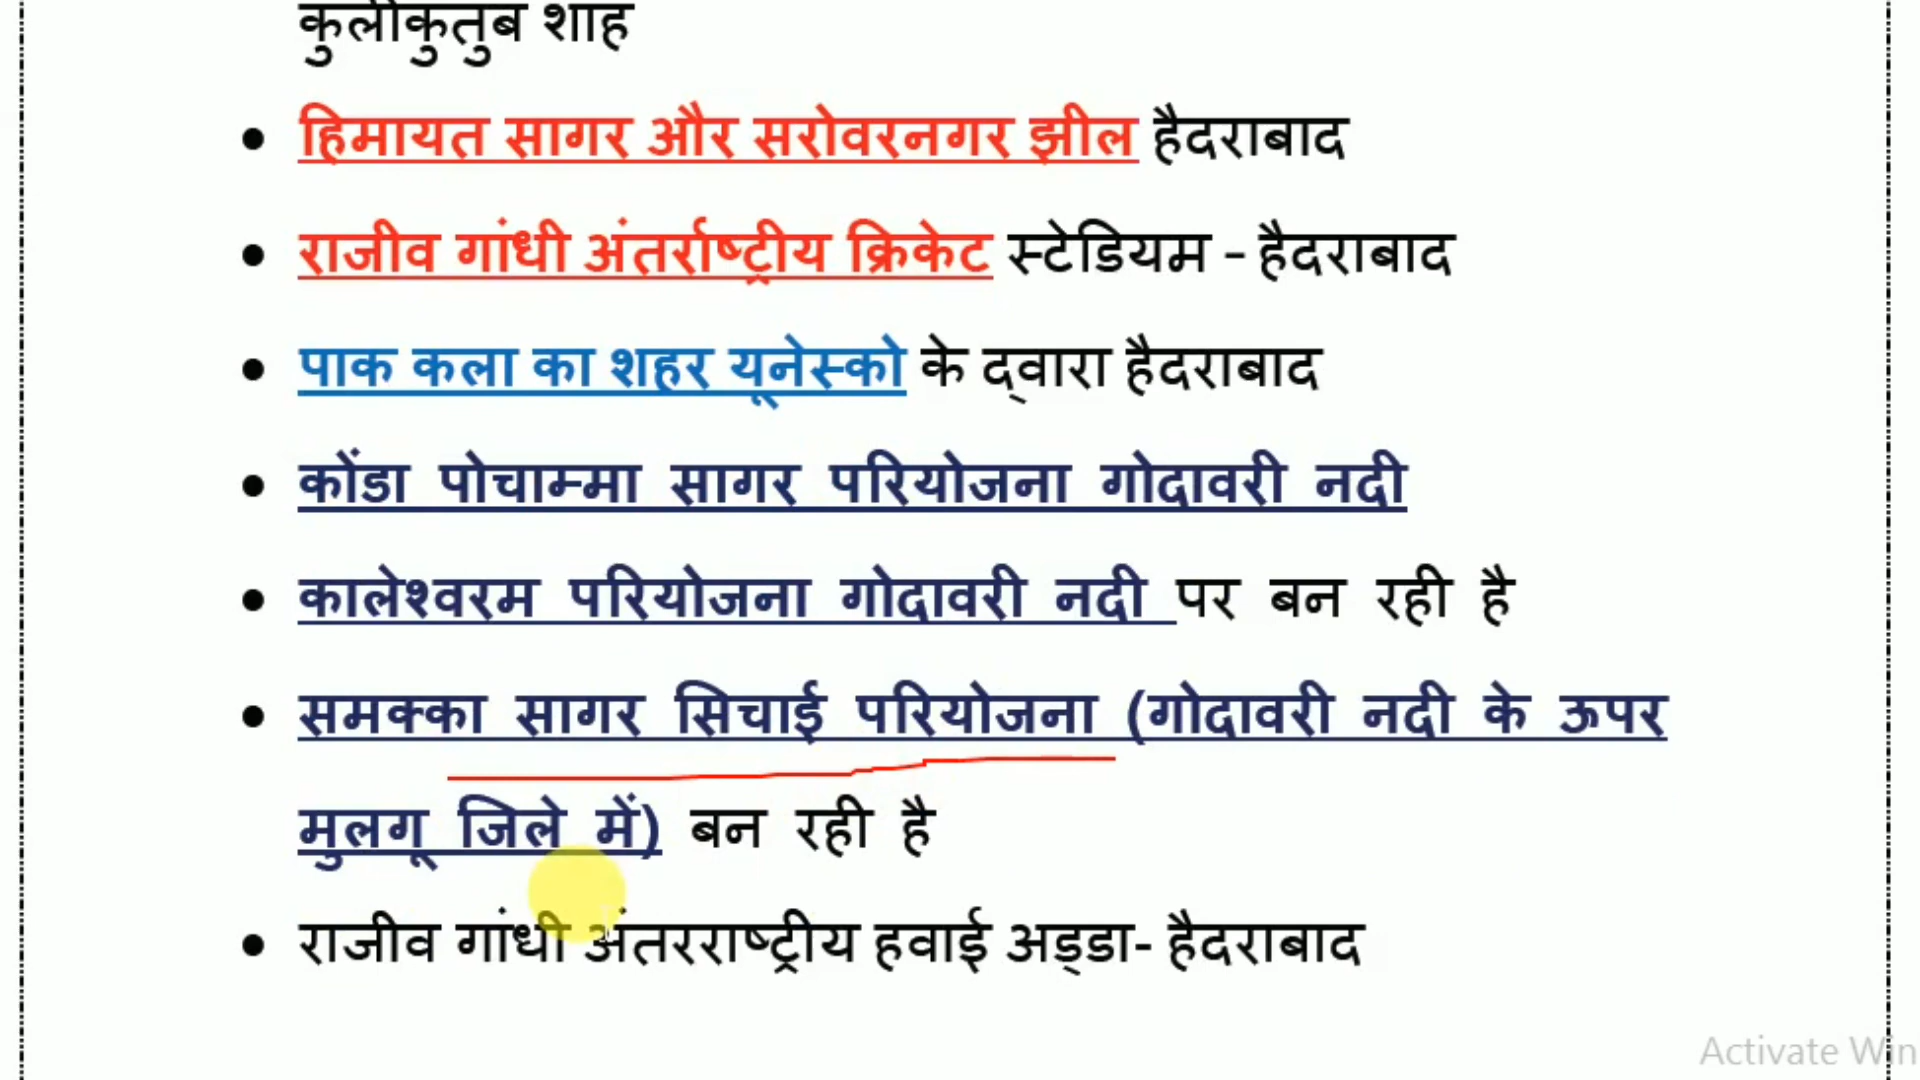 कुलीकुतुब शाह
• हिमायत सागर और सरोवरनगर झील हैदराबाद
• राजीव गांधी अंतर्राष्ट्रीय क्रिकेट स्टेडियम – हैदराबाद
• पाक कला का शहर यूनेस्को के द्वारा हैदराबाद
• कोंडा पोचाम्मा सागर परियोजना गोदावरी नदी
• कालेश्वरम परियोजना गोदावरी नदी पर बन रही है
• समक्का सागर सिचाई परियोजना (गोदावरी नदी के ऊपर
मुलगू जिले में) बन रही है
• राजीव गांधी अंतरराष्ट्रीय हवाई अड्डा- हैदराबाद
Activate Win